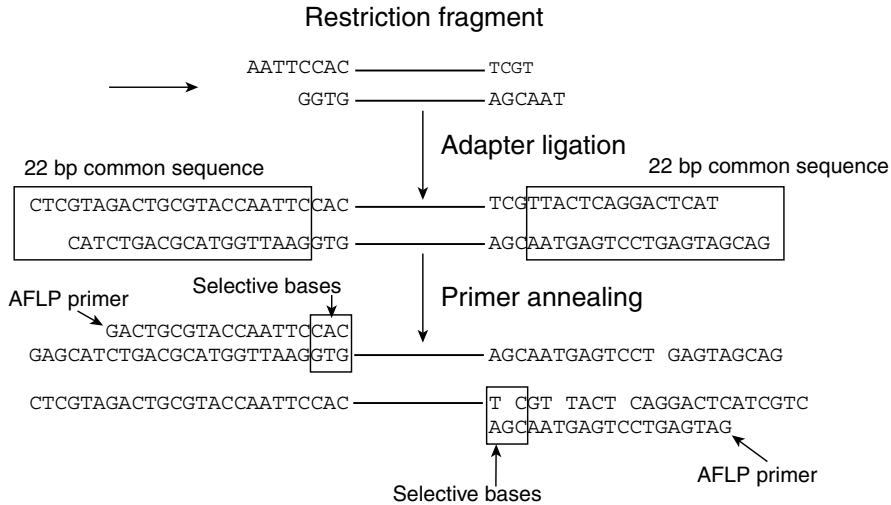 Restriction fragment
AATTCCAC TCGT
GGTG AGCAAT
Adapter ligation
22 bp common sequence 22 bp common sequence
CTCGTAGACTGCGTACCAATTCCAC TCGTTACTCAGGACTCAT
CATCTGACGCATGGTTAAGGTG AGCAATGAGTCCTGAGTAGCAG
Selective bases Primer annealing
AFLP primer
GACTGCGTACCAATTCCAC
GAGCATCTGACGCATGGTTAAGGTG AGCAATGAGTCCT GAGTAGCAG
CTCGTAGACTGCGTACCAATTCCAC T CGT TACT CAGGACTCATCGTC
AGCAATGAGTCCTGAGTAG
AFLP primer
Selective bases